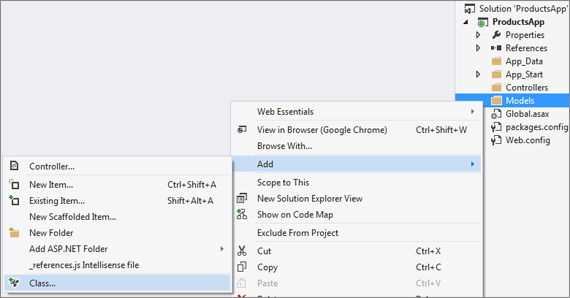 Solution 'ProductsApp'
ProductsApp
Properties
References
App_Data
App_Start
Controllers
Models
Global.asax
packages.config
Web.config
Web Essentials
View in Browser (Google Chrome) Ctrl+Shift+W
Browse With...
Add
Scope to This
New Solution Explorer View
Show on Code Map
Exclude From Project
Cut Ctrl+X
Copy Ctrl+C
Paste Ctrl+V
Controller...
New Item... Ctrl+Shift+A
Existing Item... Shift+Alt+A
New Scaffolded Item...
New Folder
Add ASP.NET Folder
_references.js Intellisense file
Class...